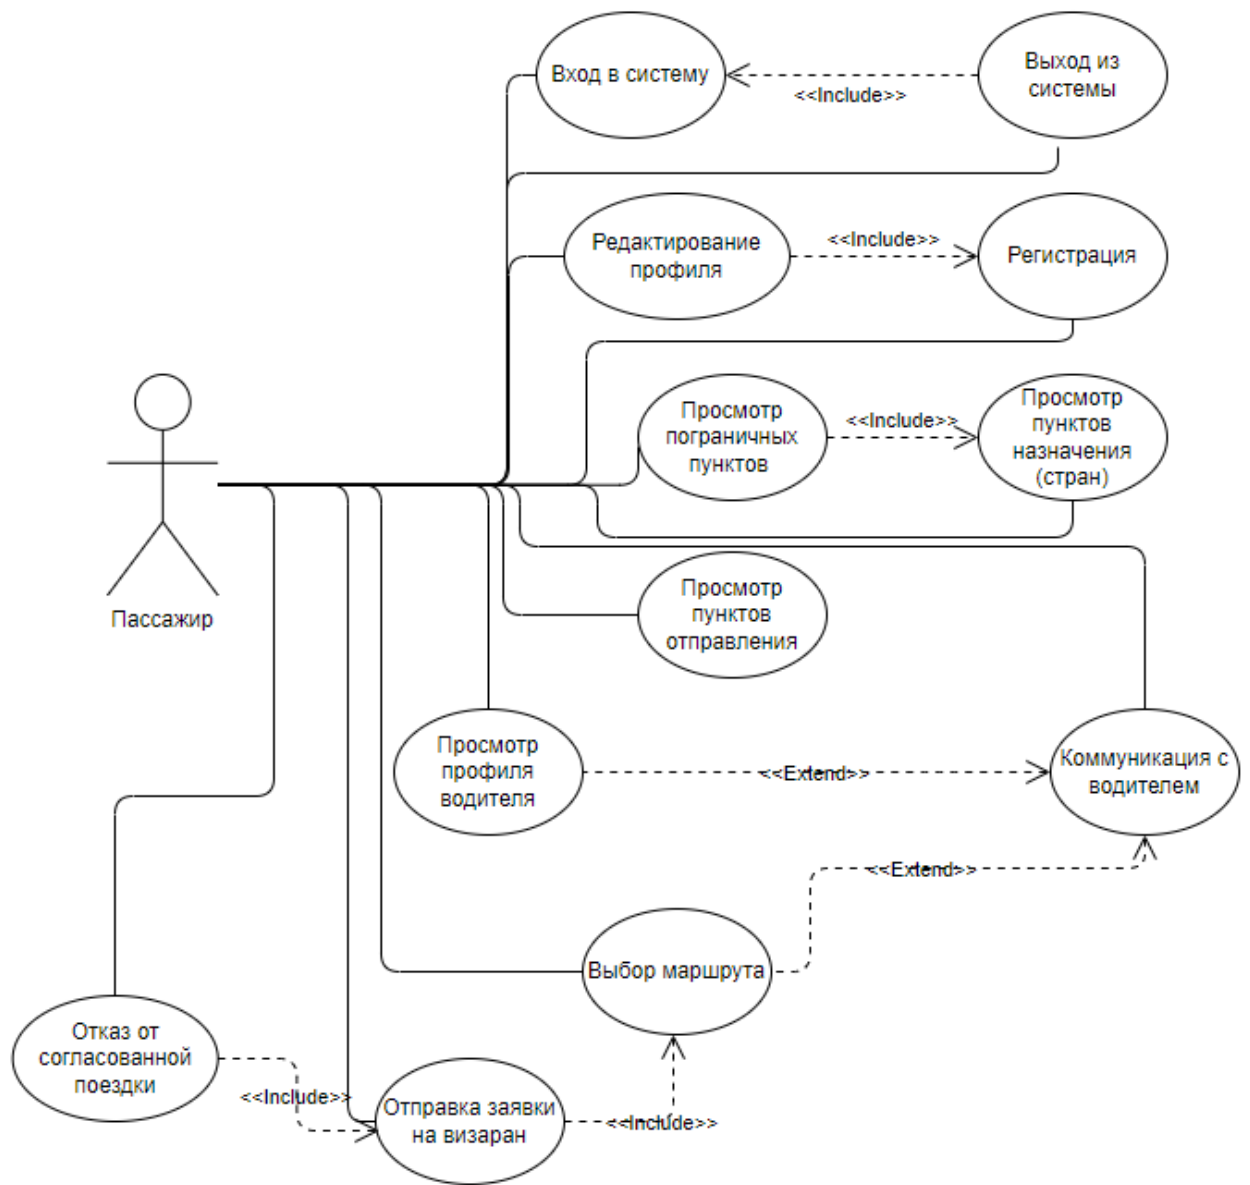 Вход в систему
<<Include>>
Выход из
системы
Редактирование
профиля
<<Include>>
Регистрация
Просмотр
пограничных
пунктов
<<Include>>
Просмотр
пунктов
назначения
(стран)
Пассажир
Просмотр
пунктов
отправления
Просмотр
профиля
водителя
<<Extend>>
Коммуникация с
водителем
<<Extend>>
Выбор маршрута
Отказ от
согласованной
поездки
<<Include>>
Отправка заявки
на визаран
<<Include>>